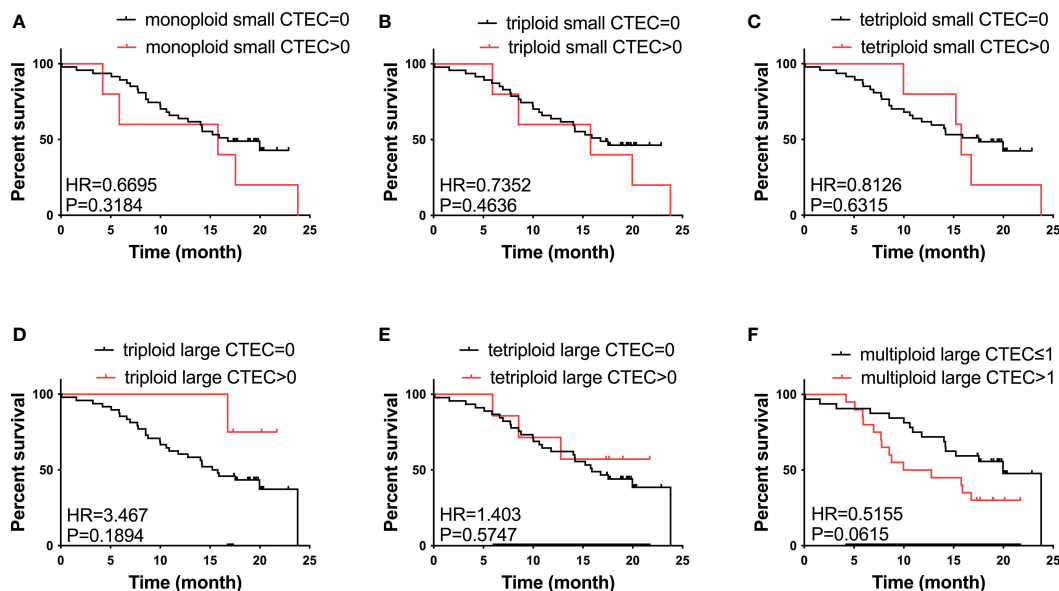 A
monoploid small CTEC=0
monoploid small CTEC>0
Percent survival
100
50
0
HR=0.6695
P=0.3184
0 5 10 15 20 25
Time (month)
B
triploid small CTEC=0
triploid small CTEC>0
Percent survival
100
50
0
HR=0.7352
P=0.4636
0 5 10 15 20 25
Time (month)
C
tetriploid small CTEC=0
tetriploid small CTEC>0
Percent survival
100
50
0
HR=0.8126
P=0.6315
0 5 10 15 20 25
Time (month)
D
triploid large CTEC=0
triploid large CTEC>0
Percent survival
100
50
0
HR=3.467
P=0.1894
0 5 10 15 20 25
Time (month)
E
tetriploid large CTEC=0
tetriploid large CTEC>0
Percent survival
100
50
0
HR=1.403
P=0.5747
0 5 10 15 20 25
Time (month)
F
multiploid large CTEC≤1
multiploid large CTEC>1
Percent survival
100
50
0
HR=0.5155
P=0.0615
0 5 10 15 20 25
Time (month)